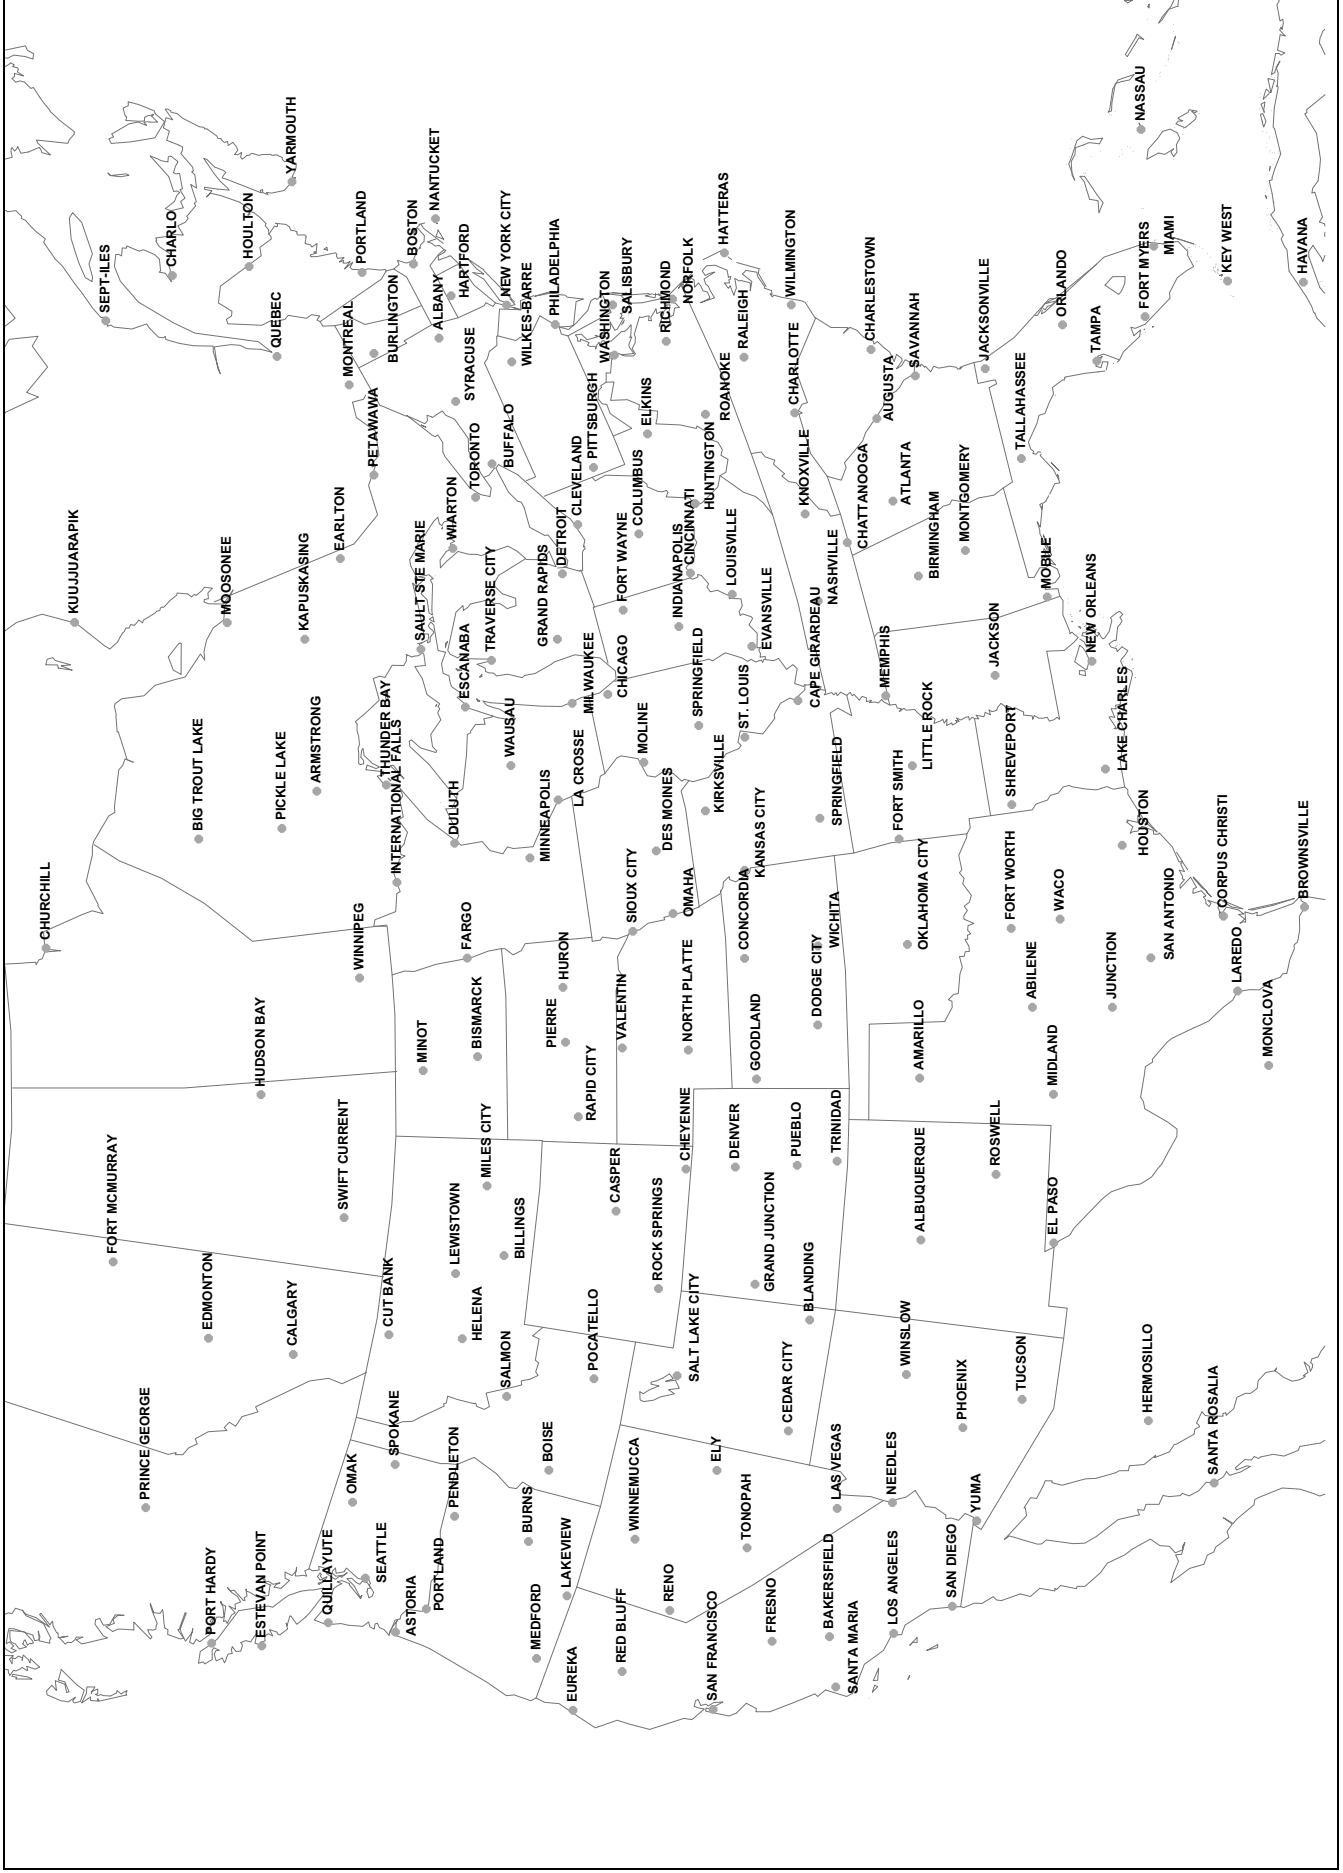 KUUJJUARAPIK
SEPT-ILES
CHURCHILL
FORT MCMURRAY
PRINCE GEORGE
CHARLO
YARMOUTH
HOULTON
QUEBEC
MOOSONEE
BIG TROUT LAKE
PICKLE LAKE
KAPUSKASING
EARLTON
ARMSTRONG
HUDSON BAY
EDMONTON
CALGARY
PORT HARDY
ESTEVAN POINT
MONTREAL
PETAWAWA
PORTLAND
BURLINGTON
BOSTON
NANTUCKET
ALBANY
HARTFORD
SYRACUSE
NEW YORK CITY
WILKES-BARRE
PHILADELPHIA
TORONTO
BUFFALO
WIARTON
SAULT STE MARIE
THUNDER BAY
INTERNATIONAL FALLS
WINNIPEG
SWIFT CURRENT
CUT BANK
SPOKANE
OMAK
SEATTLE
QUILLAYUTE
ASTORIA
PORTLAND
PENDLETON
ESCANABA
TRAVERSE CITY
GRAND RAPIDS
DETROIT
CLEVELAND
PITTSBURGH
WASHINGTON
SALISBURY
RICHMOND
NORFOLK
HATTERAS
ELKINS
COLUMBUS
FORT WAYNE
MILWAUKEE
CHICAGO
WAUSAU
DULUTH
MINNEAPOLIS
LA CROSSE
FARGO
MINOT
BISMARCK
HURON
PIERRE
RAPID CITY
MILES CITY
LEWISTOWN
BILLINGS
HELENA
SALMON
BOISE
BURNS
LAKEVIEW
MEDFORD
EUREKA
RED BLUFF
POCATELLO
CASPER
ROCK SPRINGS
CHEYENNE
VALENTIN
NORTH PLATTE
SIOUX CITY
OMAHA
DES MOINES
MOLINE
SPRINGFIELD
KIRKSVILLE
INDIANAPOLIS
CINCINNATI
HUNTINGTON
ROANOKE
RALEIGH
WILMINGTON
CHARLOTTE
KNOXVILLE
LOUISVILLE
EVANSVILLE
ST. LOUIS
KANSAS CITY
CONCORDIA
GOODLAND
DENVER
PUEBLO
TRINIDAD
GRAND JUNCTION
BLANDING
SALT LAKE CITY
CEDAR CITY
ELY
WINNEMUCCA
TONOPAH
RENO
SAN FRANCISCO
FRESNO
BAKERSFIELD
SANTA MARIA
LAS VEGAS
DODGE CITY
WICHITA
SPRINGFIELD
CAPE GIRARDEAU
NASHVILLE
CHATTANOOGA
AUGUSTA
CHARLESTOWN
SAVANNAH
ATLANTA
BIRMINGHAM
MONTGOMERY
MEMPHIS
LITTLE ROCK
FORT SMITH
OKLAHOMA CITY
AMARILLO
ALBUQUERQUE
WINSLOW
NEEDLES
LOS ANGELES
SAN DIEGO
YUMA
PHOENIX
TUCSON
ROSWELL
EL PASO
MIDLAND
ABILENE
FORT WORTH
WACO
SHREVEPORT
JACKSON
MOBILE
TALLAHASSEE
JACKSONVILLE
ORLANDO
TAMPA
FORT MYERS
MIAMI
NASSAU
KEY WEST
HAVANA
NEW ORLEANS
LAKE CHARLES
HOUSTON
JUNCTION
SAN ANTONIO
CORPUS CHRISTI
LAREDO
BROWNSVILLE
MONCLOVA
HERMOSILLO
SANTA ROSALIA